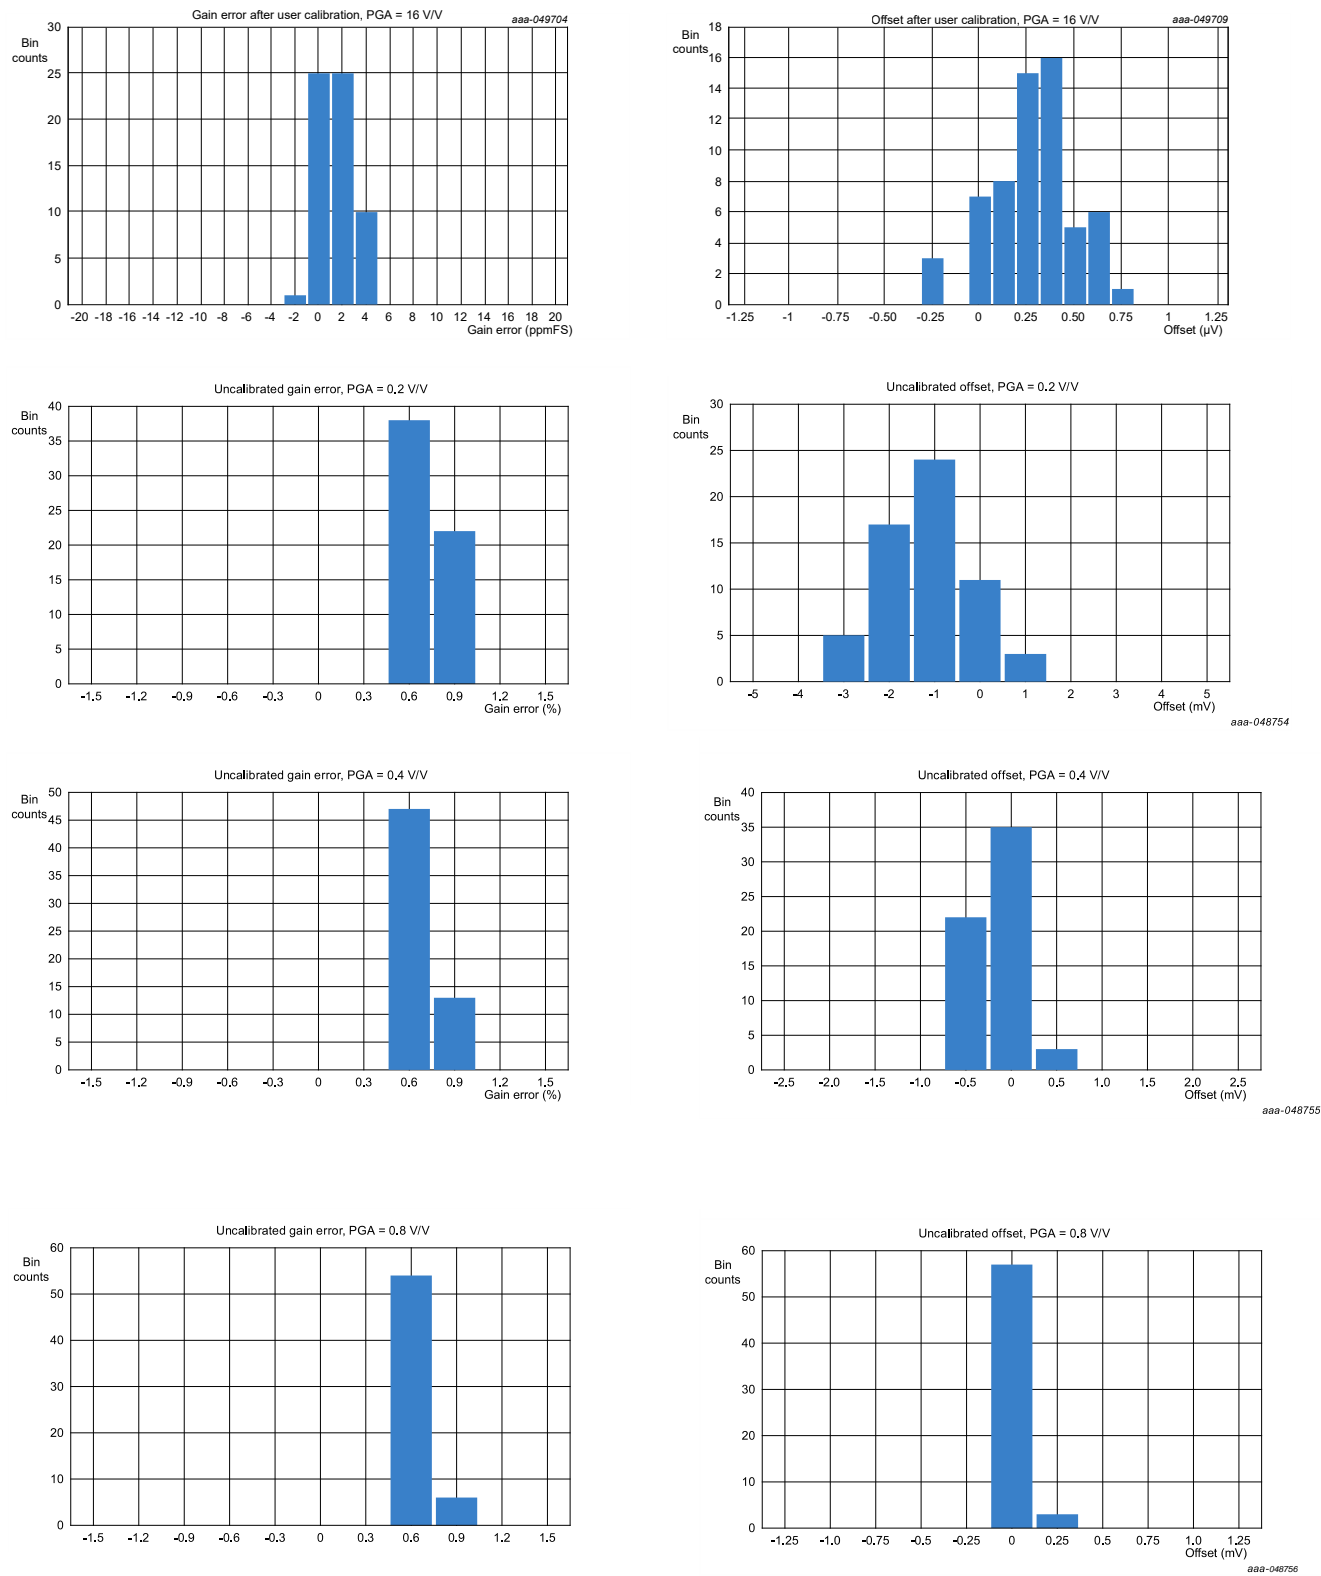 Gain error after user calibration, PGA = 16 V/V
aaa-049704
Bin
counts
30
25
20
15
10
5
0
-20 -18 -16 -14 -12 -10 -8 -6 -4 -2 0 2 4 6 8 10 12 14 16 18 20
Gain error (ppmFS)
Offset after user calibration, PGA = 16 V/V
aaa-049709
Bin
counts
18
16
14
12
10
8
6
4
2
0
-1.25 -1 -0.75 -0.50 -0.25 0 0.25 0.50 0.75 1 1.25
Offset (µV)
Uncalibrated gain error, PGA = 0.2 V/V
Bin
counts
40
35
30
25
20
15
10
5
0
-1.5 -1.2 -0.9 -0.6 -0.3 0 0.3 0.6 0.9 1.2 1.5
Gain error (%)
Uncalibrated offset, PGA = 0.2 V/V
Bin
counts
30
25
20
15
10
5
0
-5 -4 -3 -2 -1 0 1 2 3 4 5
Offset (mV)
aaa-048754
Uncalibrated gain error, PGA = 0.4 V/V
Bin
counts
50
45
40
35
30
25
20
15
10
5
0
-1.5 -1.2 -0.9 -0.6 -0.3 0 0.3 0.6 0.9 1.2 1.5
Gain error (%)
Uncalibrated offset, PGA = 0.4 V/V
Bin
counts
40
35
30
25
20
15
10
5
0
-2.5 -2.0 -1.5 -1.0 -0.5 0 0.5 1.0 1.5 2.0 2.5
Offset (mV)
aaa-048755
Uncalibrated gain error, PGA = 0.8 V/V
Bin
counts
60
50
40
30
20
10
0
-1.5 -1.2 -0.9 -0.6 -0.3 0 0.3 0.6 0.9 1.2 1.5
Uncalibrated offset, PGA = 0.8 V/V
Bin
counts
60
50
40
30
20
10
0
-1.25 -1.0 -0.75 -0.5 -0.25 0 0.25 0.5 0.75 1.0 1.25
Offset (mV)
aaa-048756